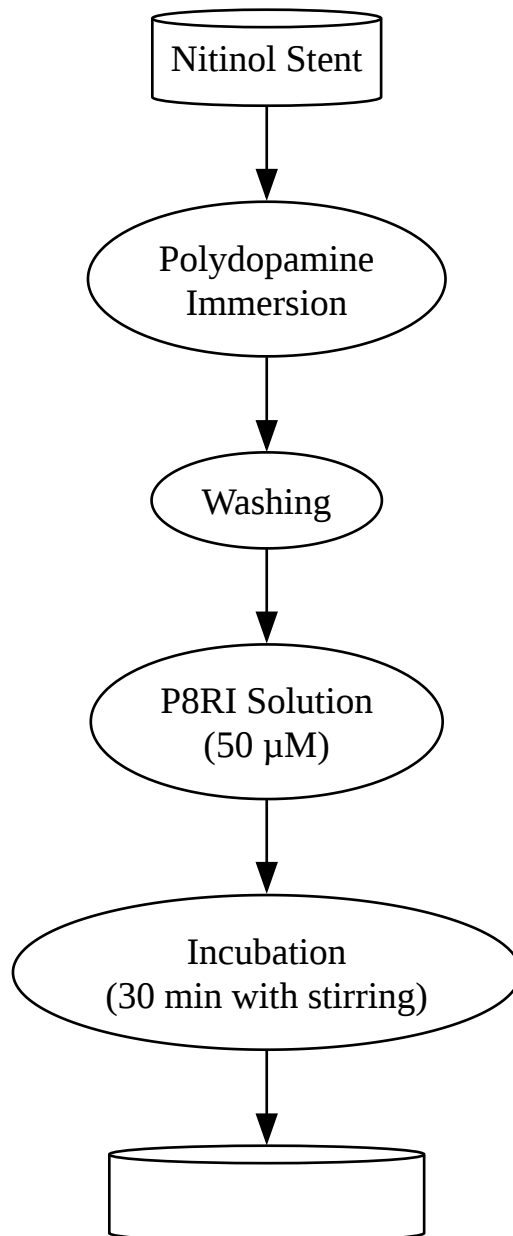 Nitinol Stent
Polydopamine
Immersion
Washing
P8RI Solution
(50 µM)
Incubation
(30 min with stirring)